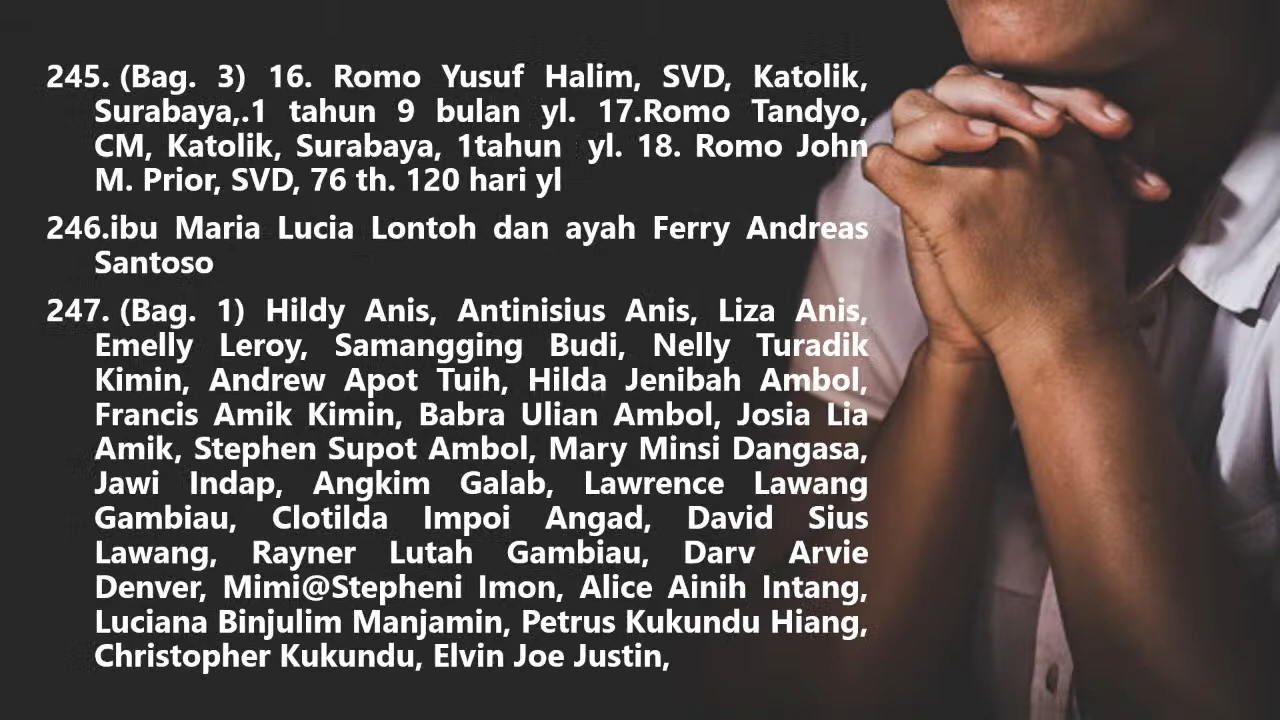 245. (Bag. 3) 16. Romo Yusuf Halim, SVD, Katolik,
Surabaya,.1 tahun 9 bulan yl. 17.Romo Tandyo,
CM, Katolik, Surabaya, 1tahun yl. 18. Romo John
M. Prior, SVD, 76 th. 120 hari yl
246.ibu Maria Lucia Lontoh dan ayah Ferry Andreas
Santoso
247. (Bag. 1) Hildy Anis, Antinisius Anis, Liza Anis,
Emelly Leroy, Samangging Budi, Nelly Turadik
Kimin, Andrew Apot Tuih, Hilda Jenibah Ambol,
Francis Amik Kimin, Babra Ulian Ambol, Josia Lia
Amik, Stephen Supot Ambol, Mary Minsi Dangasa,
Jawi Indap, Angkim Galab, Lawrence Lawang
Gambiau, Clotilda Impoi Angad, David Sius
Lawang, Rayner Lutah Gambiau, Darv Arvie
Denver, Mimi@Stepheni Imon, Alice Ainih Intang,
Luciana Binjulim Manjamin, Petrus Kukundu Hiang,
Christopher Kukundu, Elvin Joe Justin,